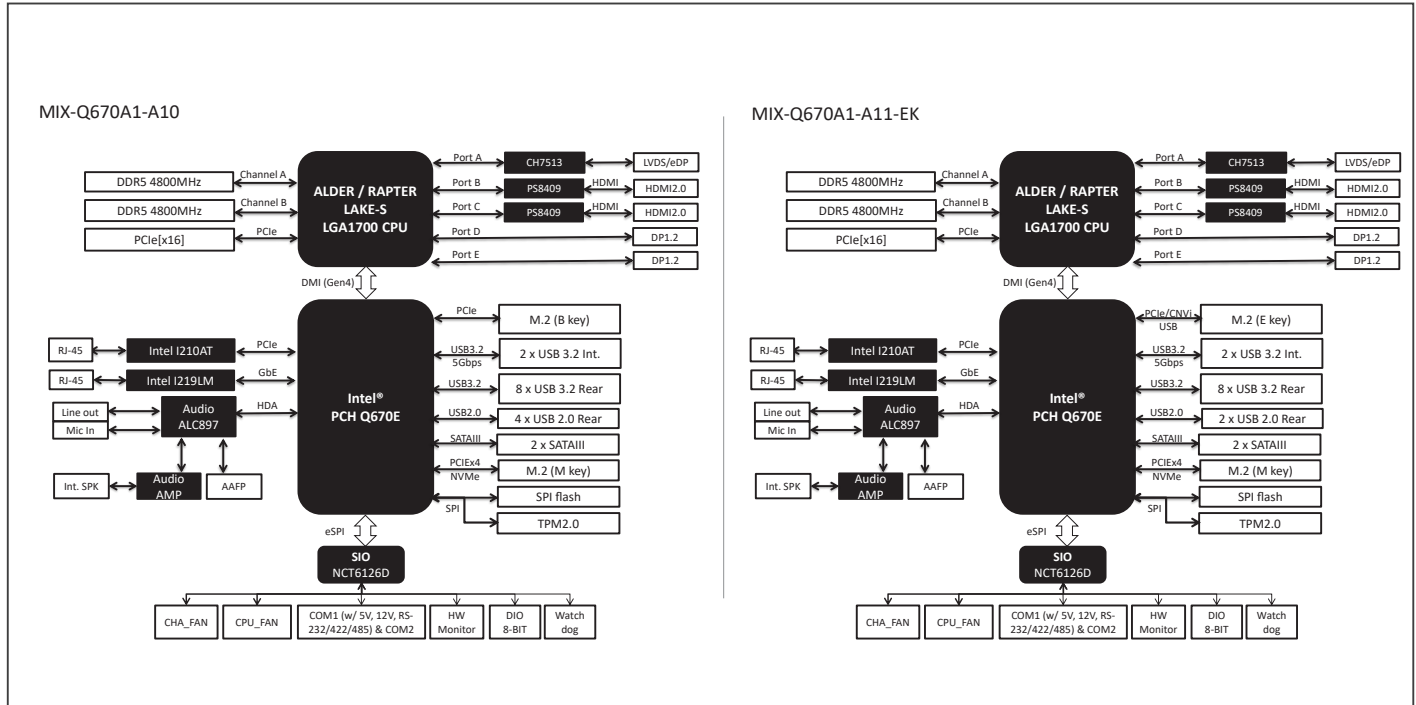 MIX-Q670A1-A10
DDR5 4800MHz
Channel A
DDR5 4800MHz
Channel B
PCIe[x16]
PCIe
ALDER / RAPTER
LAKE-S
LGA1700 CPU
Port A
CH7513
LVDS/eDP
Port B
PS8409
HDMI
HDMI2.0
Port C
PS8409
HDMI
HDMI2.0
Port D
DP1.2
Port E
DP1.2
DMI (Gen4)
RJ-45
Intel I210AT
PCIe
RJ-45
Intel I219LM
GbE
Line out
Mic In
Audio
ALC897
HDA
Int. SPK
Audio
AMP
AAFP
Intel®
PCH Q670E
PCIe
M.2 (B key)
USB3.2
5Gbps
2 x USB 3.2 Int.
USB3.2
8 x USB 3.2 Rear
USB2.0
4 x USB 2.0 Rear
SATAIII
2 x SATAIII
PCIEx4
NVMe
M.2 (M key)
SPI
SPI flash
TPM2.0
eSPI
SIO
NCT6126D
CHA_FAN
CPU_FAN
COM1 (w/ 5V, 12V, RS-
232/422/485) & COM2
HW
Monitor
DIO
8-BIT
Watch
dog
MIX-Q670A1-A11-EK
DDR5 4800MHz
Channel A
DDR5 4800MHz
Channel B
PCIe[x16]
PCIe
ALDER / RAPTER
LAKE-S
LGA1700 CPU
Port A
CH7513
LVDS/eDP
Port B
PS8409
HDMI
HDMI2.0
Port C
PS8409
HDMI
HDMI2.0
Port D
DP1.2
Port E
DP1.2
DMI (Gen4)
RJ-45
Intel I210AT
PCIe
RJ-45
Intel I219LM
GbE
Line out
Mic In
Audio
ALC897
HDA
Int. SPK
Audio
AMP
AAFP
Intel®
PCH Q670E
PCIe/CNVi
USB
M.2 (E key)
USB3.2
5Gbps
2 x USB 3.2 Int.
USB3.2
8 x USB 3.2 Rear
USB2.0
2 x USB 2.0 Rear
SATAIII
2 x SATAIII
PCIEx4
NVMe
M.2 (M key)
SPI
SPI flash
TPM2.0
eSPI
SIO
NCT6126D
CHA_FAN
CPU_FAN
COM1 (w/ 5V, 12V, RS-
232/422/485) & COM2
HW
Monitor
DIO
8-BIT
Watch
dog